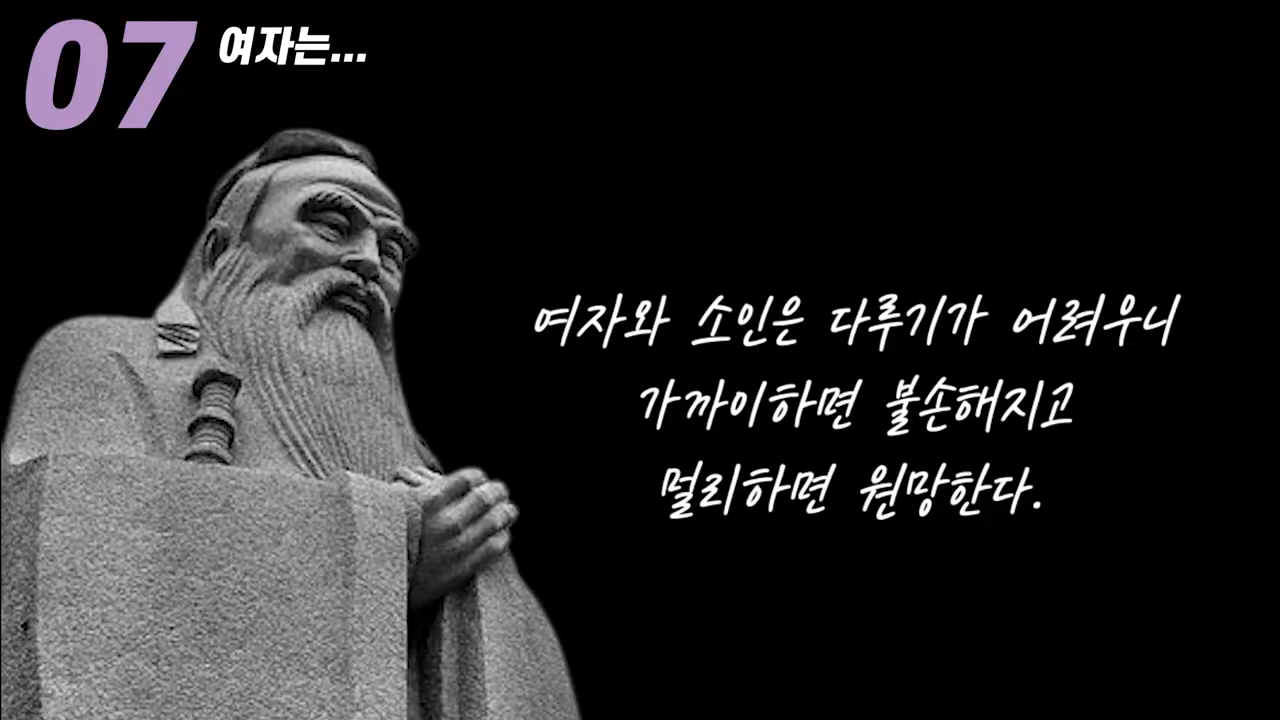 07 여자는...
여자와 소인은 다루기가 어려우니
가까이하면 불손해지고
멀리하면 원망한다.